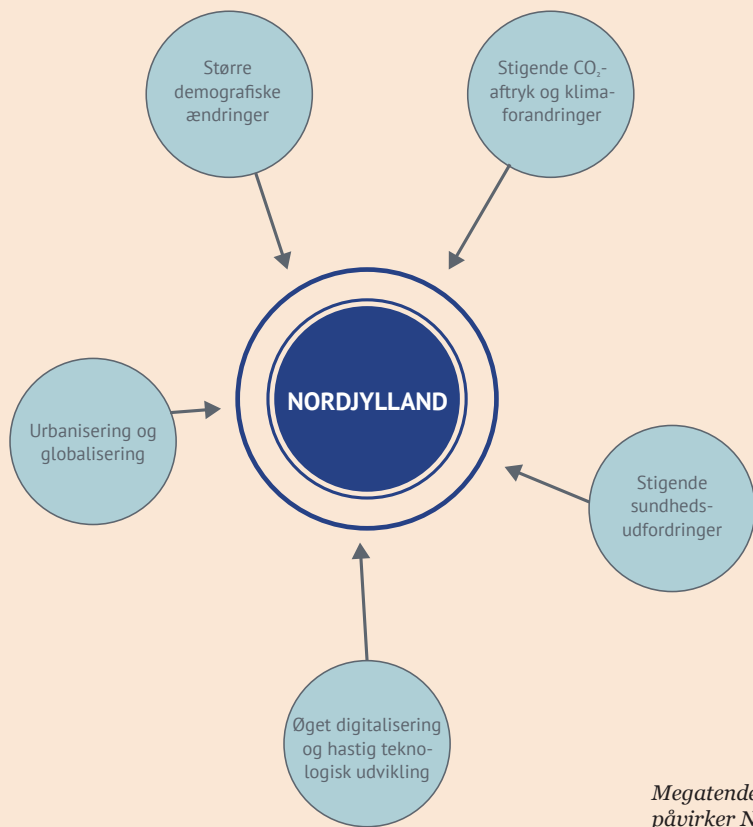 Større
demografiske
ændringer
Stigende CO₂-
aftryk og klima-
forandringer
NORDJYLLAND
Urbanisering og
globalisering
Stigende
sundheds-
udfordringer
Øget digitalisering
og hastig tekno-
logisk udvikling
påvirker